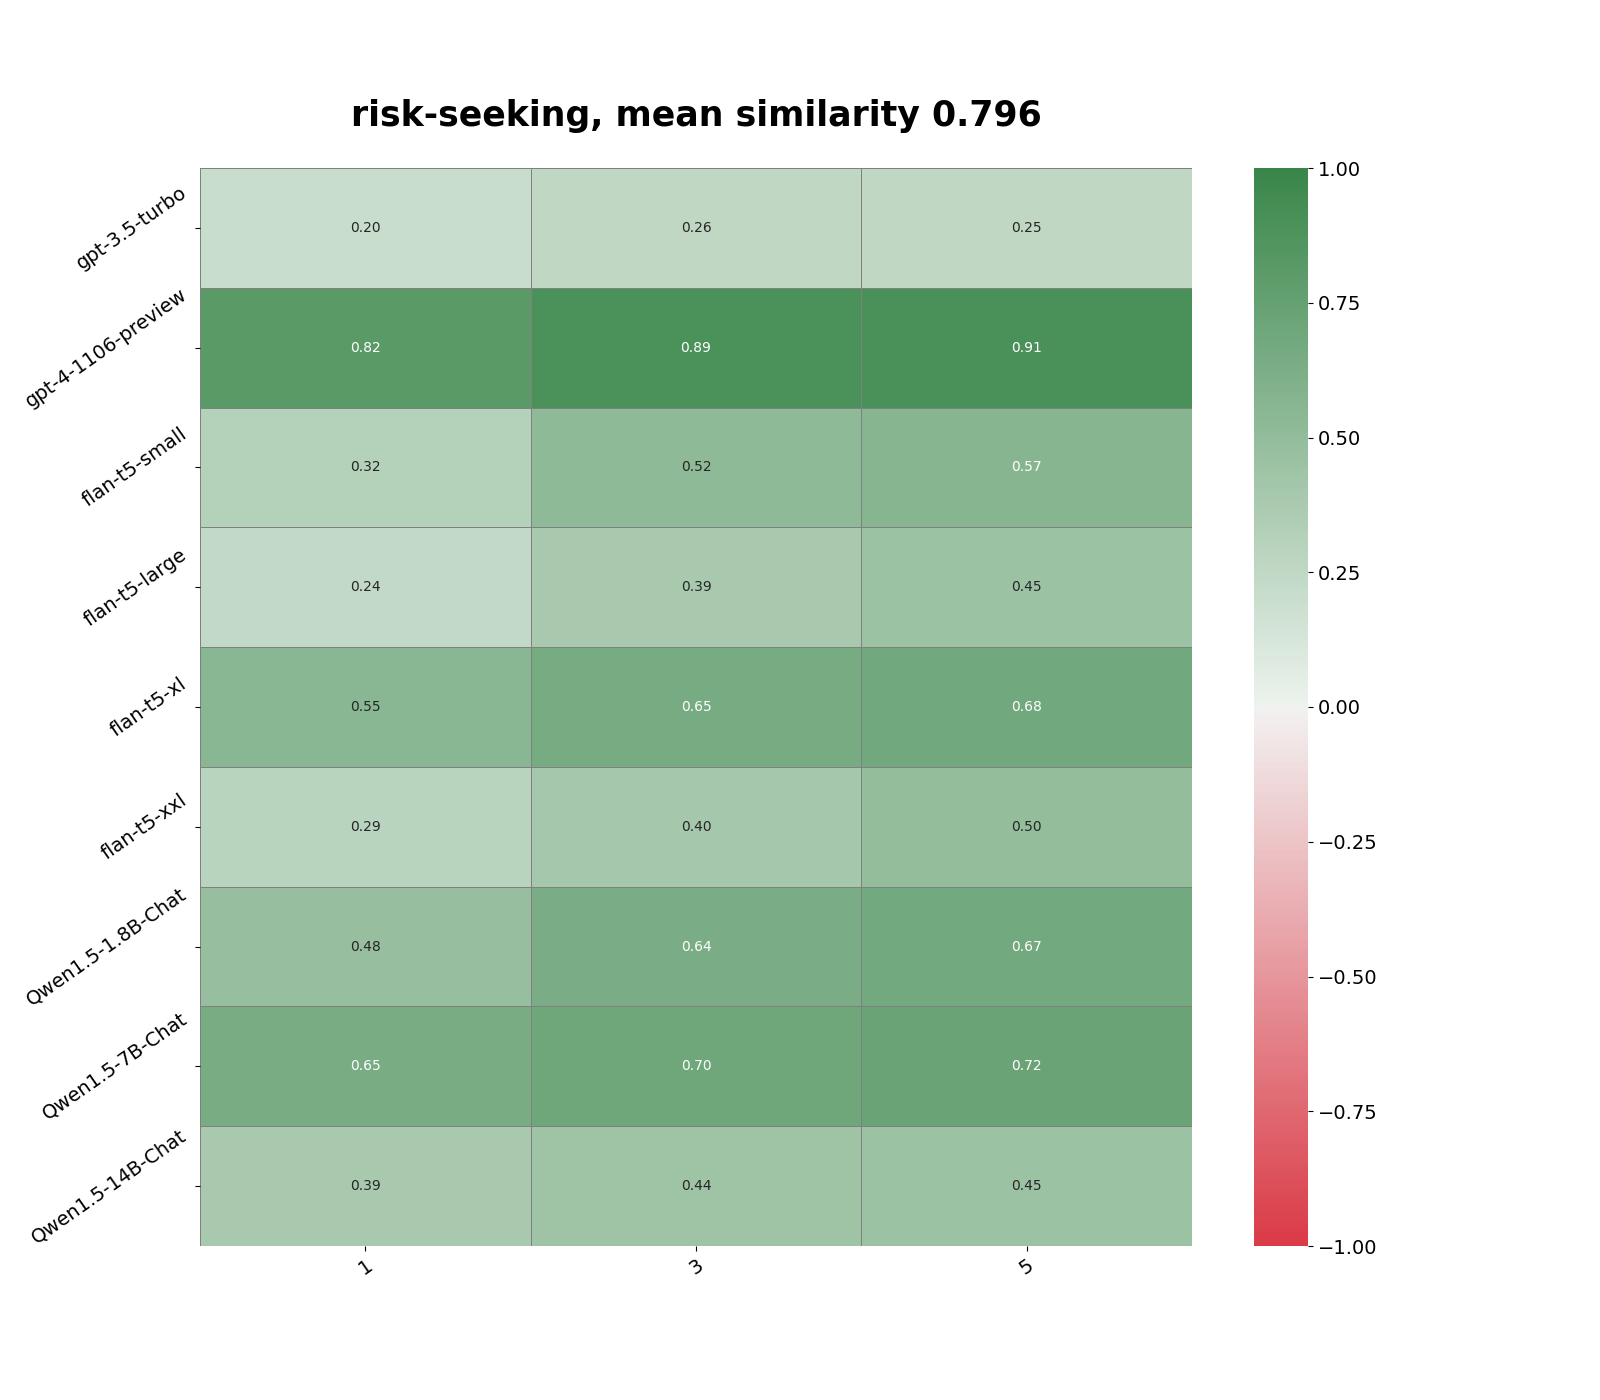 risk-seeking, mean similarity 0.796
gpt-3.5-turbo 0.20 0.26 0.25
gpt-4-1106-preview 0.82 0.89 0.91
flan-t5-small 0.32 0.52 0.57
flan-t5-large 0.24 0.39 0.45
flan-t5-xl 0.55 0.65 0.68
flan-t5-xxl 0.29 0.40 0.50
Qwen1.5-1.8B-Chat 0.48 0.64 0.67
Qwen1.5-7B-Chat 0.65 0.70 0.72
Qwen1.5-14B-Chat 0.39 0.44 0.45
1 3 5
1.00
0.75
0.50
0.25
0.00
−0.25
−0.50
−0.75
−1.00